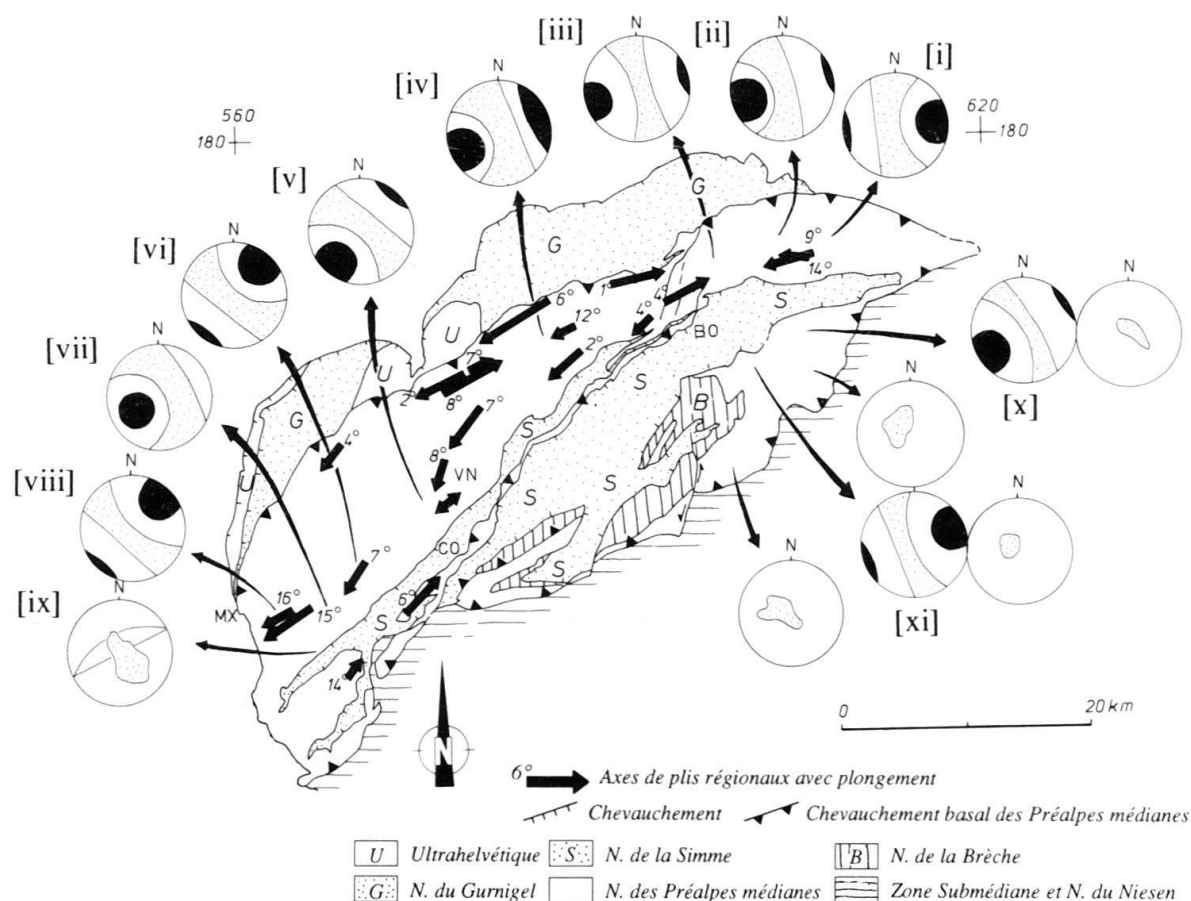 [iii]
[ii]
[i]
[iv]
[v]
[vi]
[vii]
[viii]
[ix]
[x]
[xi]
N
N
N
N
N
N
N
N
N
N
N
N
N
N
560
180
620
180
G
G
G
U
U
U
S
S
S
S
S
S
S
B
BO
VN
CO
MX
9°
14°
6°
1°
4°
4°
12°
2°
7°
2°
8°
7°
8°
4°
7°
16°
15°
6°
14°
N
0 20 km
6° Axes de plis régionaux avec plongement
Chevauchement Chevauchement basal des Préalpes médianes
U Ultrahelvétique S N. de la Simme B N. de la Brèche
G N. du Gurnigel N. des Préalpes médianes Zone Submédiane et N. du Niesen